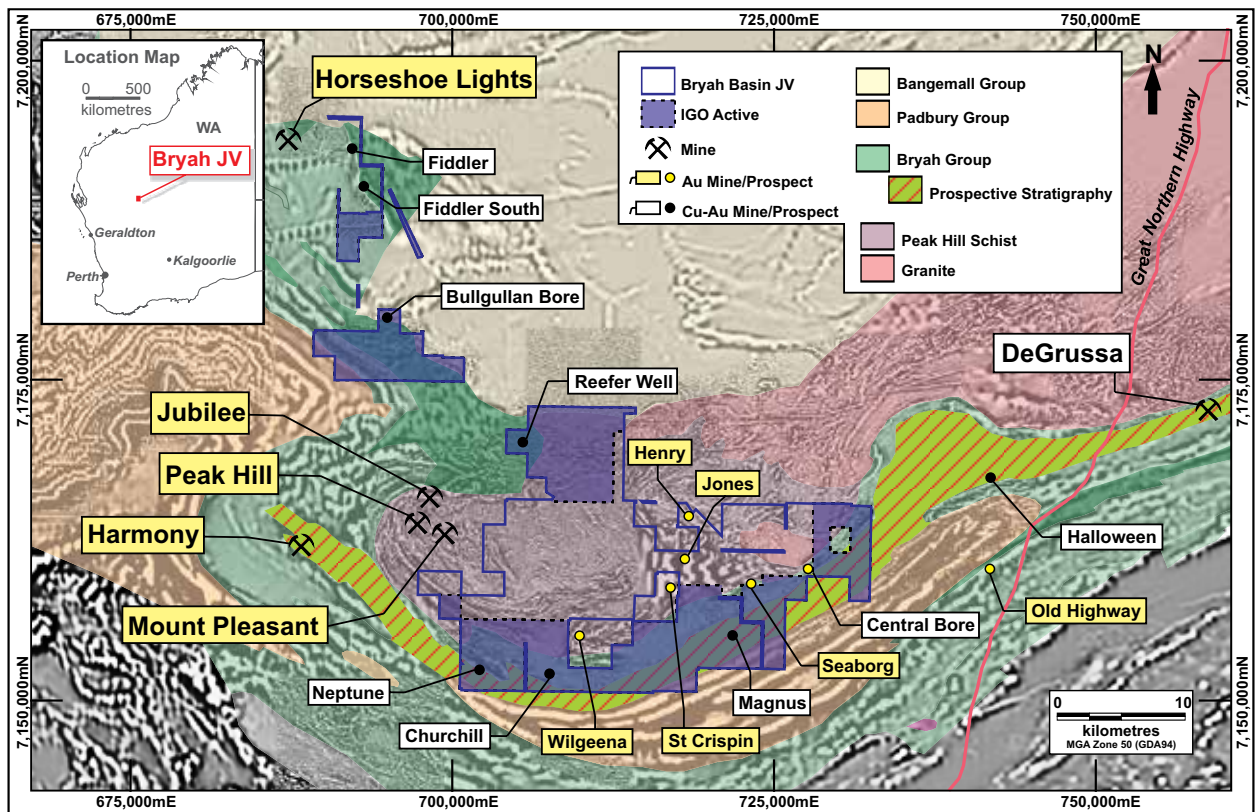 675,000mE
700,000mE
725,000mE
750,000mE
7,200,000mN
7,200,000mN
Location Map
0 500
kilometres
WA
Bryah JV
Geraldton
Kalgoorlie
Perth
Horseshoe Lights
Fiddler
Fiddler South
Bryah Basin JV
IGO Active
Mine
Au Mine/Prospect
Cu-Au Mine/Prospect
Bangemall Group
Padbury Group
Bryah Group
Prospective Stratigraphy
Peak Hill Schist
Granite
N
Great Northern Highway
Bullgullan Bore
DeGrussa
7,175,000mN
7,175,000mN
Reefer Well
Jubilee
Henry
Peak Hill
Jones
Harmony
Halloween
Mount Pleasant
Old Highway
Central Bore
Seaborg
Neptune
Magnus
Churchill
Wilgeena
St Crispin
7,150,000mN
7,150,000mN
0 10
kilometres
MGA Zone 50 (GDA94)
675,000mE
700,000mE
725,000mE
750,000mE